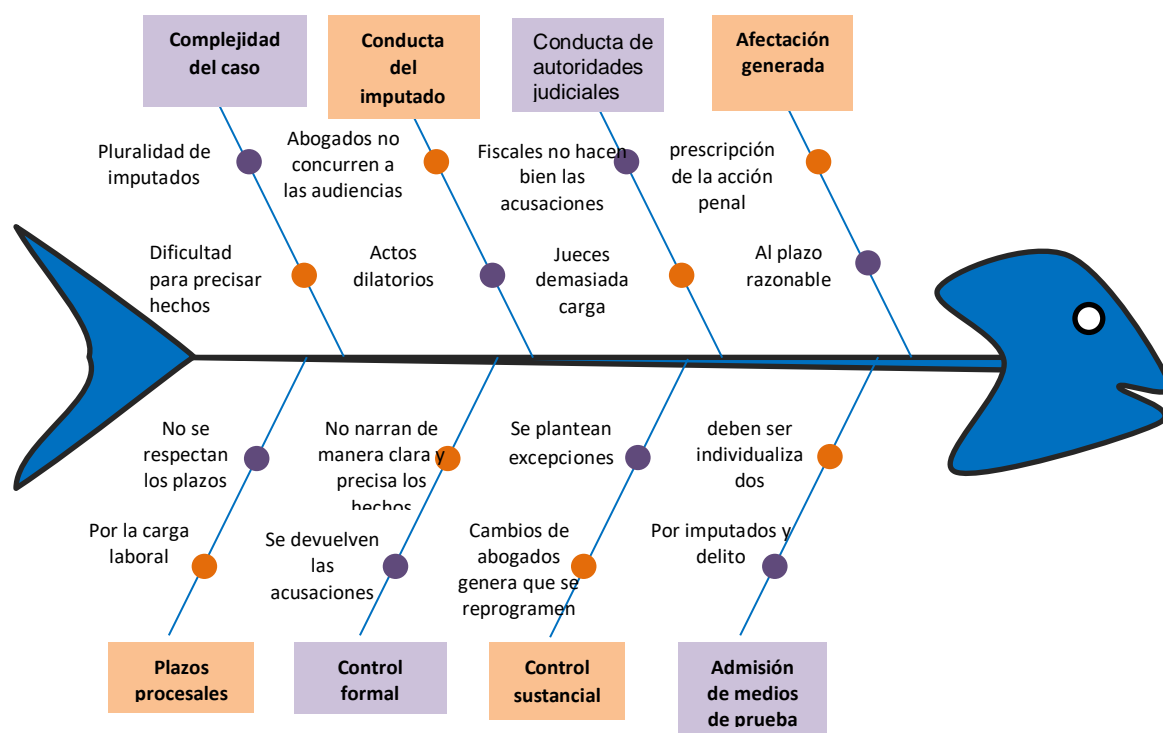 Complejidad
del caso
Conducta
del
imputado
Conducta de
autoridades
judiciales
Afectación
generada
Pluralidad de
imputados
Abogados no
concurren a
las audiencias
Fiscales no hacen
bien las
acusaciones
prescripción
de la acción
penal
Dificultad
para precisar
hechos
Actos
dilatorios
Jueces
demasiada
carga
Al plazo
razonable
No se
respectan
los plazos
No narran de
manera clara y
precisa los
hechos
Se plantean
excepciones
deben ser
individualiza
dos
Por la carga
laboral
Se devuelven
las
acusaciones
Cambios de
abogados
genera que se
reprogramen
Por imputados y
delito
Plazos
procesales
Control
formal
Control
sustancial
Admisión
de medios
de prueba